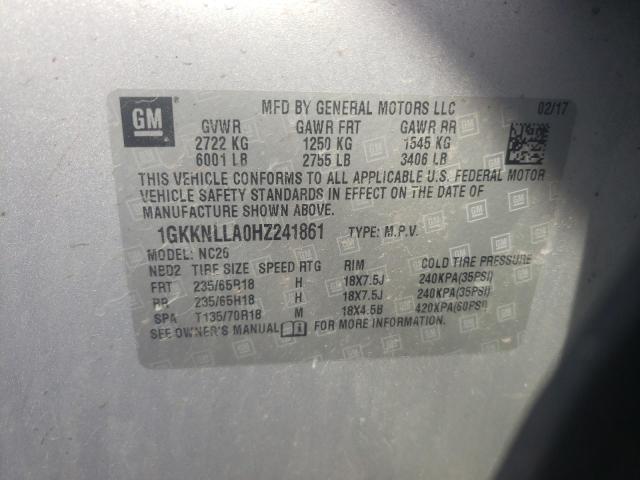 GM
MFD BY GENERAL MOTORS LLC 02/17
GVWR GAWR FRT GAWR RR
2722 KG 1250 KG 1545 KG
6001 LB 2755 LB 3406 LB
THIS VEHICLE CONFORMS TO ALL APPLICABLE U.S. FEDERAL MOTOR
VEHICLE SAFETY STANDARDS IN EFFECT ON THE DATE OF
MANUFACTURE SHOWN ABOVE.
1GKKNLLA0HZ241861 TYPE: M.P.V.
MODEL: NC26
NBD2 TIRE SIZE SPEED RTG RIM COLD TIRE PRESSURE
FRT 235/65R18 H 18X7.5J 240KPA(35PSI)
RR 235/65R18 H 18X7.5J 240KPA(35PSI)
SPA T135/70R18 M 18X4.5B 420KPA(60PSI)
SEE OWNER'S MANUAL FOR MORE INFORMATION.